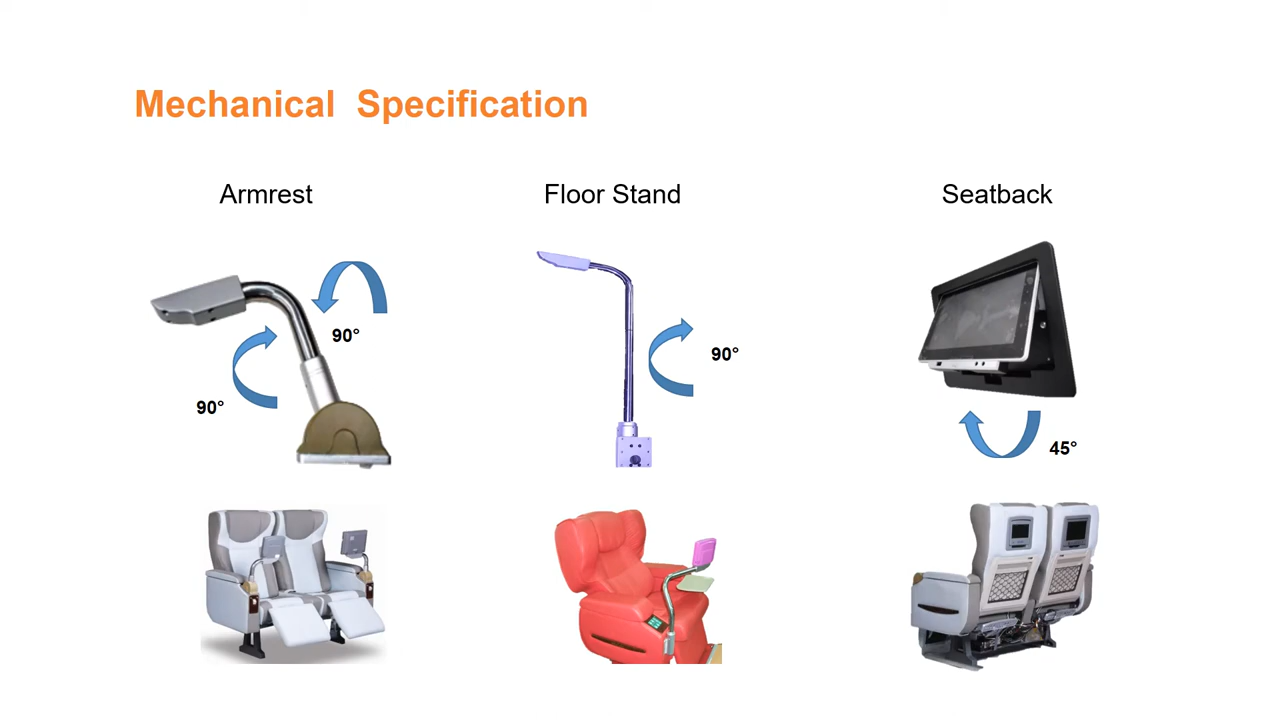 Mechanical Specification
Armrest
Floor Stand
Seatback
90°
90°
90°
45°